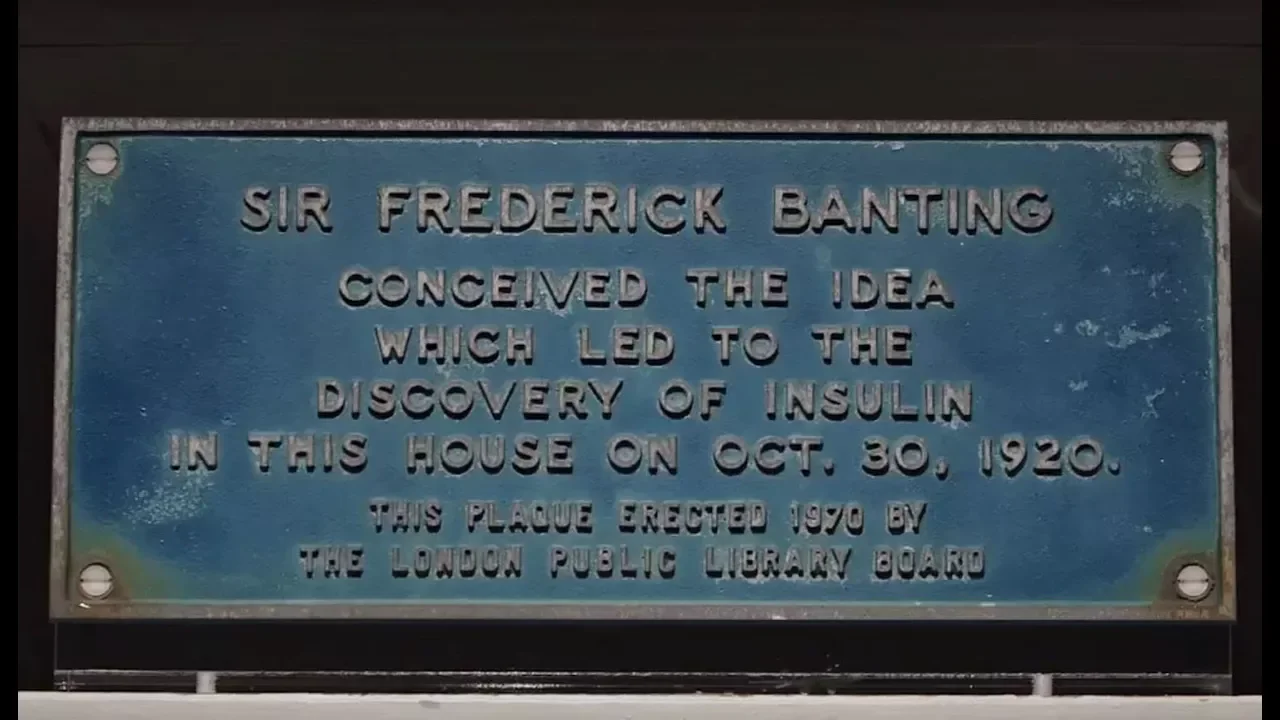 SIR FREDERICK BANTING
CONCEIVED THE IDEA
WHICH LED TO THE
DISCOVERY OF INSULIN
IN THIS HOUSE ON OCT. 30, 1920.
THIS PLAQUE ERECTED 1970 BY
THE LONDON PUBLIC LIBRARY BOARD